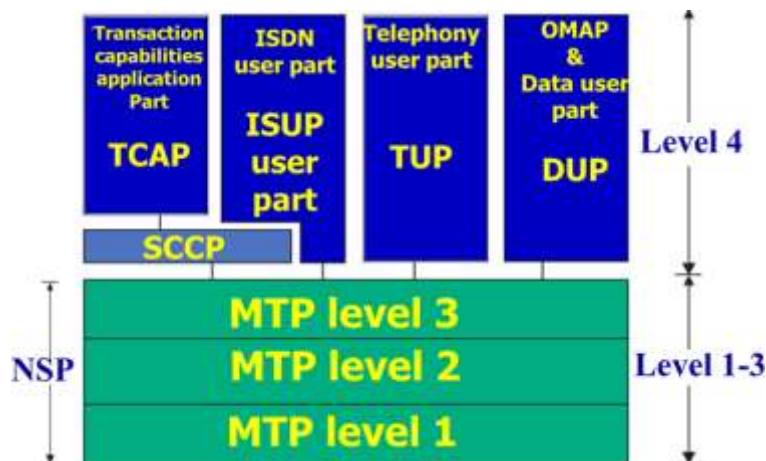 Transaction
capabilities
application
Part
TCAP
ISDN
user part
ISUP
user
part
Telephony
user part
TUP
OMAP
&
Data user
part
DUP
Level 4
SCCP
MTP level 3
MTP level 2
MTP level 1
NSP
Level 1-3